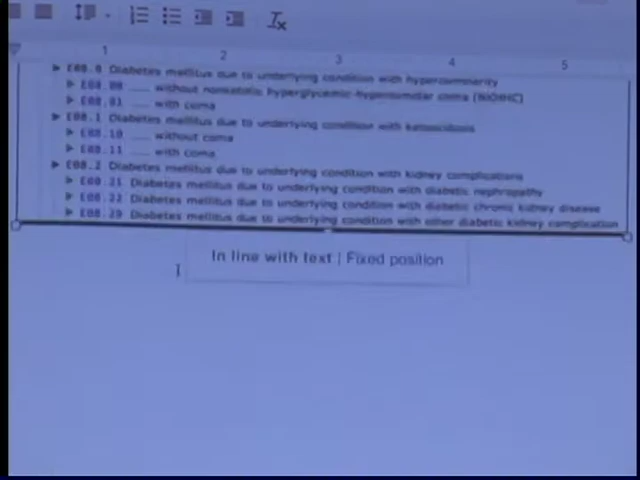 1 2 3 4 5
E08.0 Diabetes mellitus due to underlying condition with hyperosmolarity
E08.00 ...... without nonketotic hyperglycemic-hyperosmolar coma (NKHHC)
E08.01 ...... with coma
E08.1 Diabetes mellitus due to underlying condition with ketoacidosis
E08.10 ...... without coma
E08.11 ...... with coma
E08.2 Diabetes mellitus due to underlying condition with kidney complications
E08.21 Diabetes mellitus due to underlying condition with diabetic nephropathy
E08.22 Diabetes mellitus due to underlying condition with diabetic chronic kidney disease
E08.29 Diabetes mellitus due to underlying condition with other diabetic kidney complication
In line with text | Fixed position